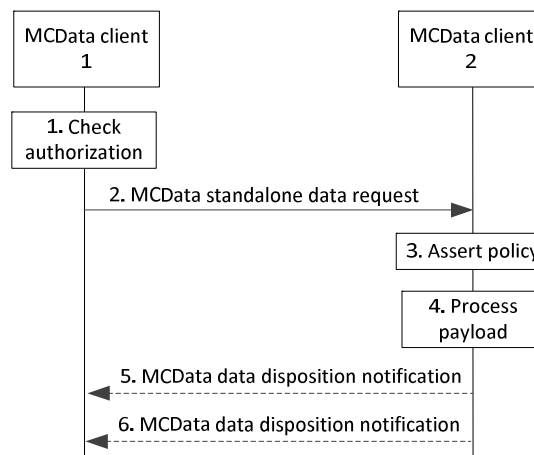 MCData client
1
MCData client
2
1. Check
authorization
2. MCData standalone data request
3. Assert policy
4. Process
payload
5. MCData data disposition notification
6. MCData data disposition notification